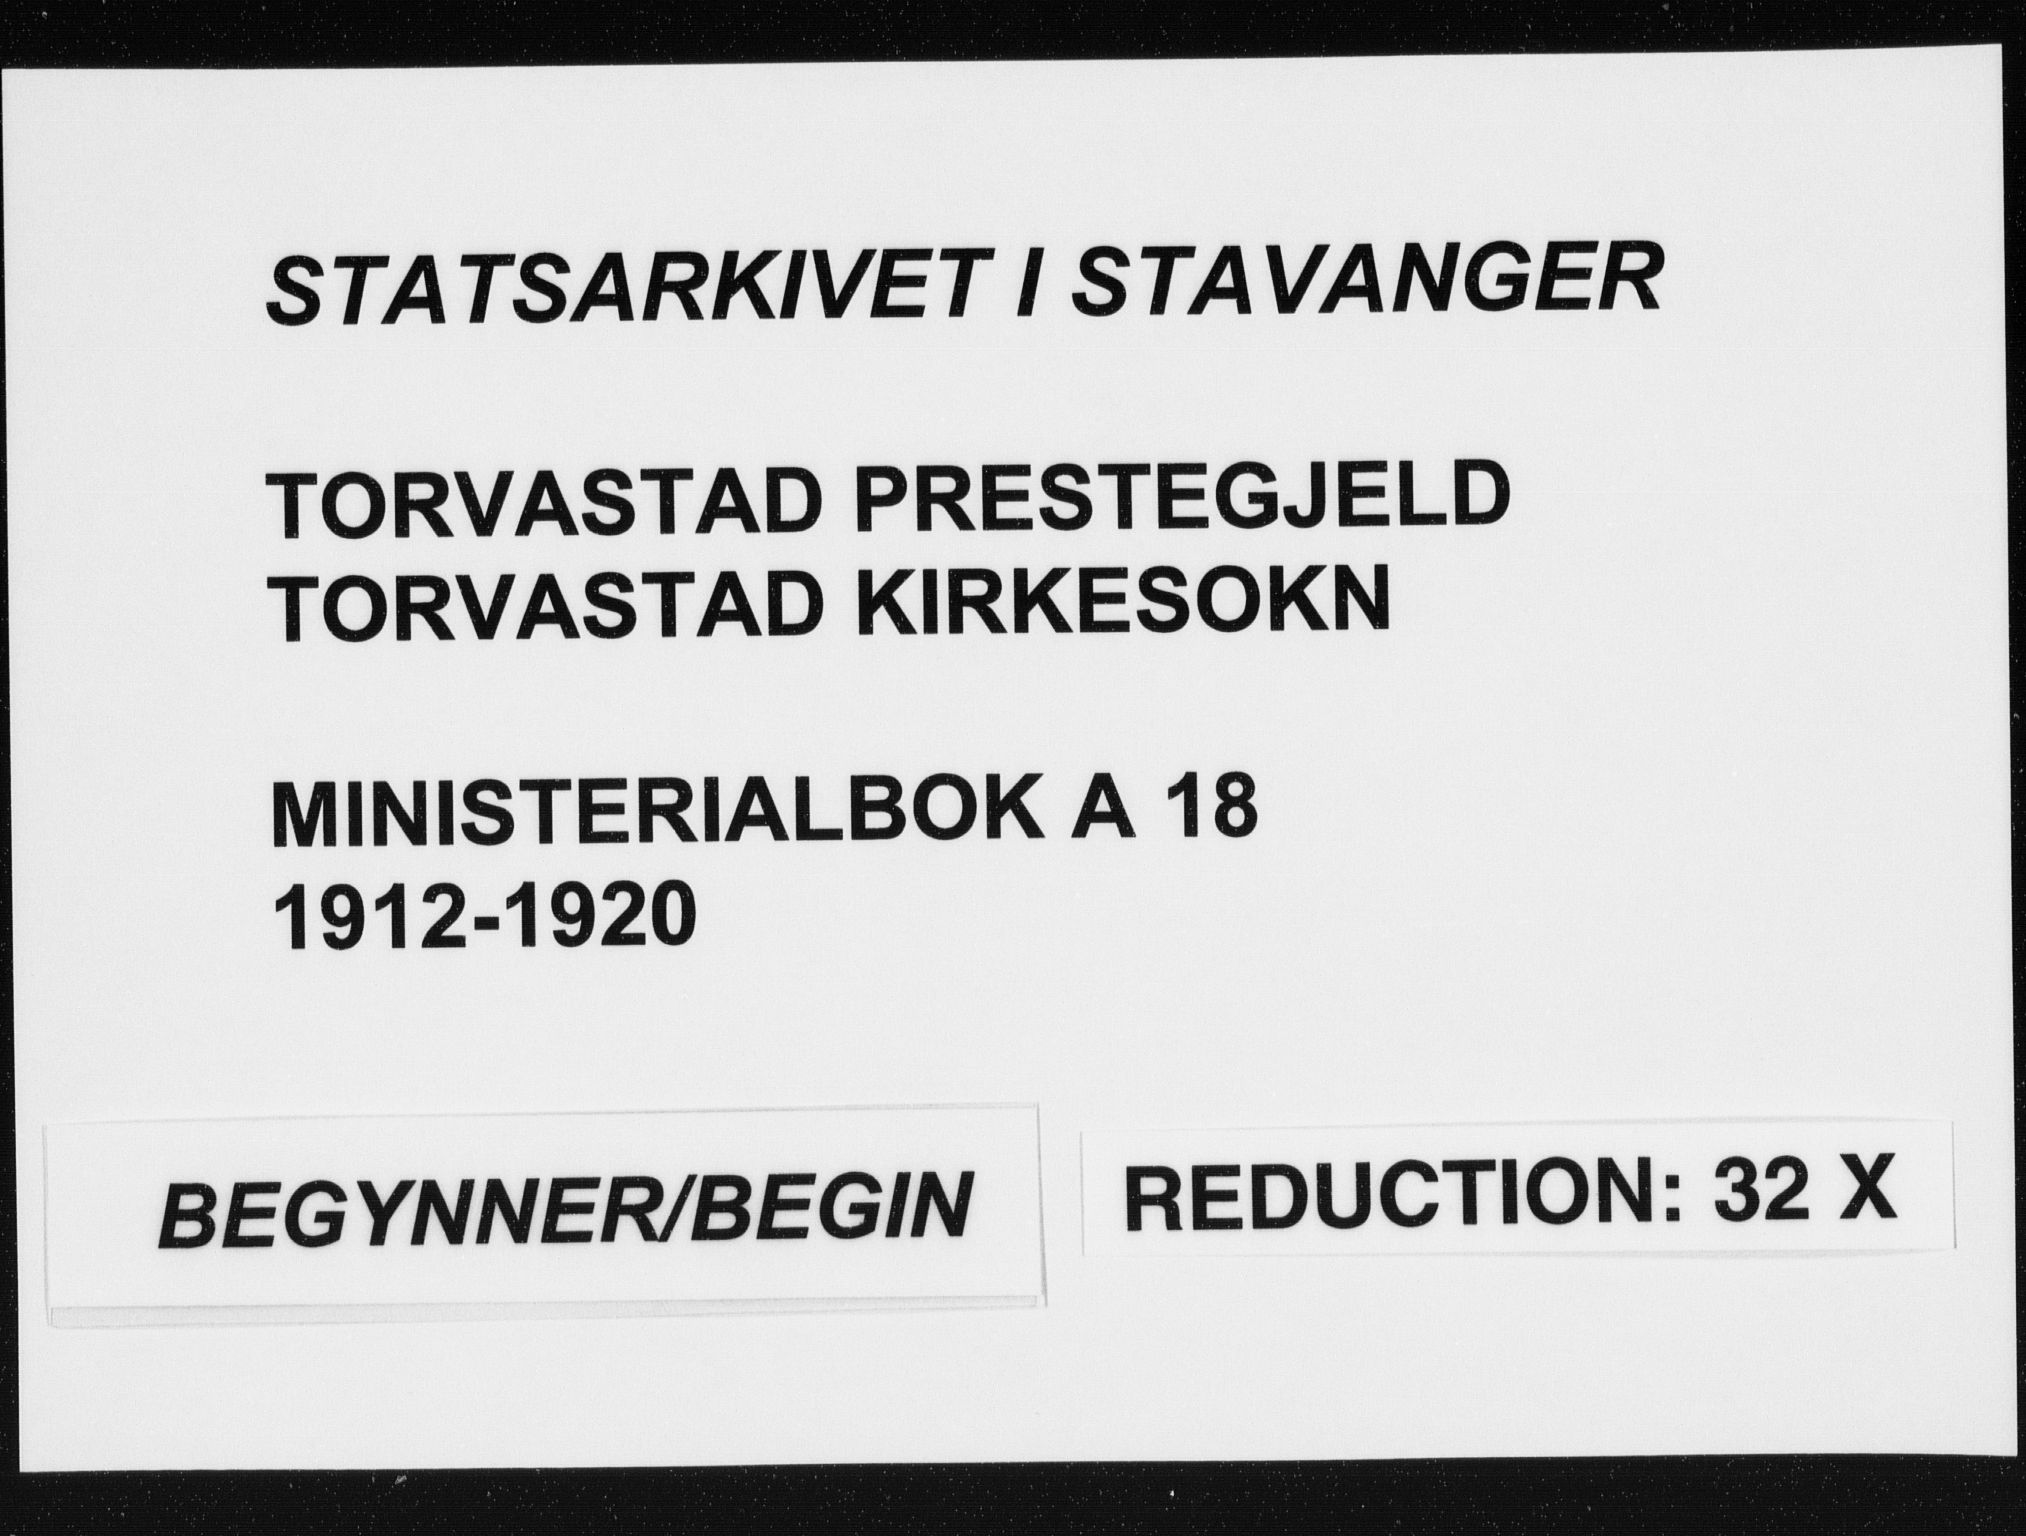 STATSARKIVET I STAVANGER
TORVASTAD PRESTEGJELD
TORVASTAD KIRKESOKN
MINISTERIALBOK A 18
1912-1920
BEGYNNER/BEGIN
REDUCTION: 32 X